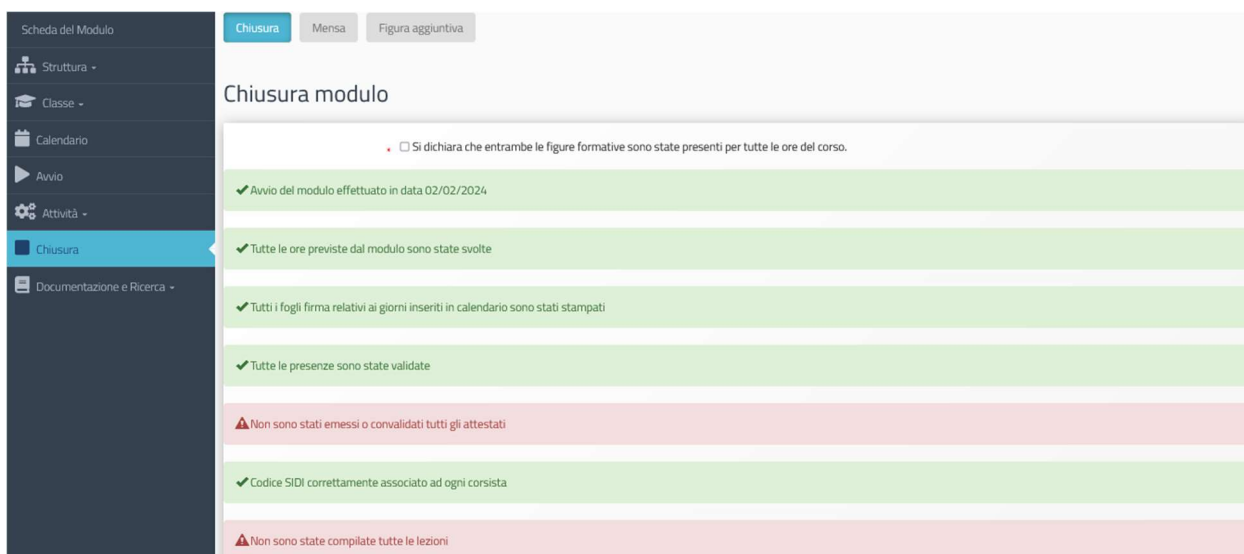 Scheda del Modulo
Struttura
Classe
Calendario
Avvio
Attività
Chiusura
Documentazione e Ricerca
Chiusura Mensa Figura aggiuntiva
Chiusura modulo
* Si dichiara che entrambe le figure formative sono state presenti per tutte le ore del corso.
Avvio del modulo effettuato in data 02/02/2024
Tutte le ore previste dal modulo sono state svolte
Tutti i fogli firma relativi ai giorni inseriti in calendario sono stati stampati
Tutte le presenze sono state validate
Non sono stati emessi o convalidati tutti gli attestati
Codice SIDI correttamente associato ad ogni corsista
Non sono state compilate tutte le lezioni